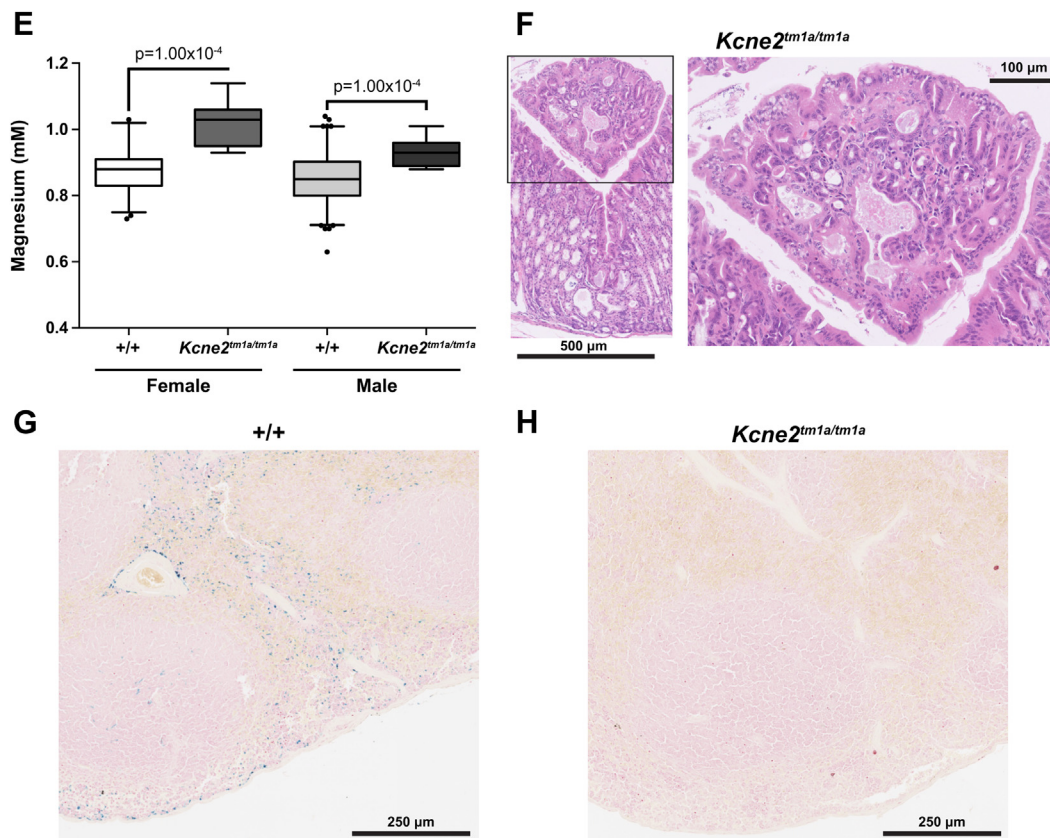 E
p=1.00x10⁻⁴
p=1.00x10⁻⁴
Magnesium (mM)
1.2
1.0
0.8
0.6
0.4
+/+
Kcne2tm1a/tm1a
+/+
Kcne2tm1a/tm1a
Female
Male
F
Kcne2tm1a/tm1a
100 µm
500 µm
G
+/+
250 µm
H
Kcne2tm1a/tm1a
250 µm